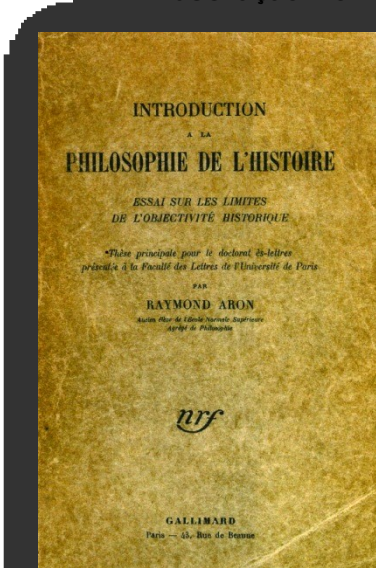 INTRODUCTION
A LA
PHILOSOPHIE DE L'HISTOIRE
ESSAI SUR LES LIMITES
DE L'OBJECTIVITÉ HISTORIQUE
Thèse principale pour le doctorat ès-lettres
présentée à la Faculté des Lettres de l'Université de Paris
PAR
RAYMOND ARON
Ancien élève de l'Ecole Normale Supérieure
Agrégé de Philosophie
nrf
GALLIMARD
Paris — 43, Rue de Beaune